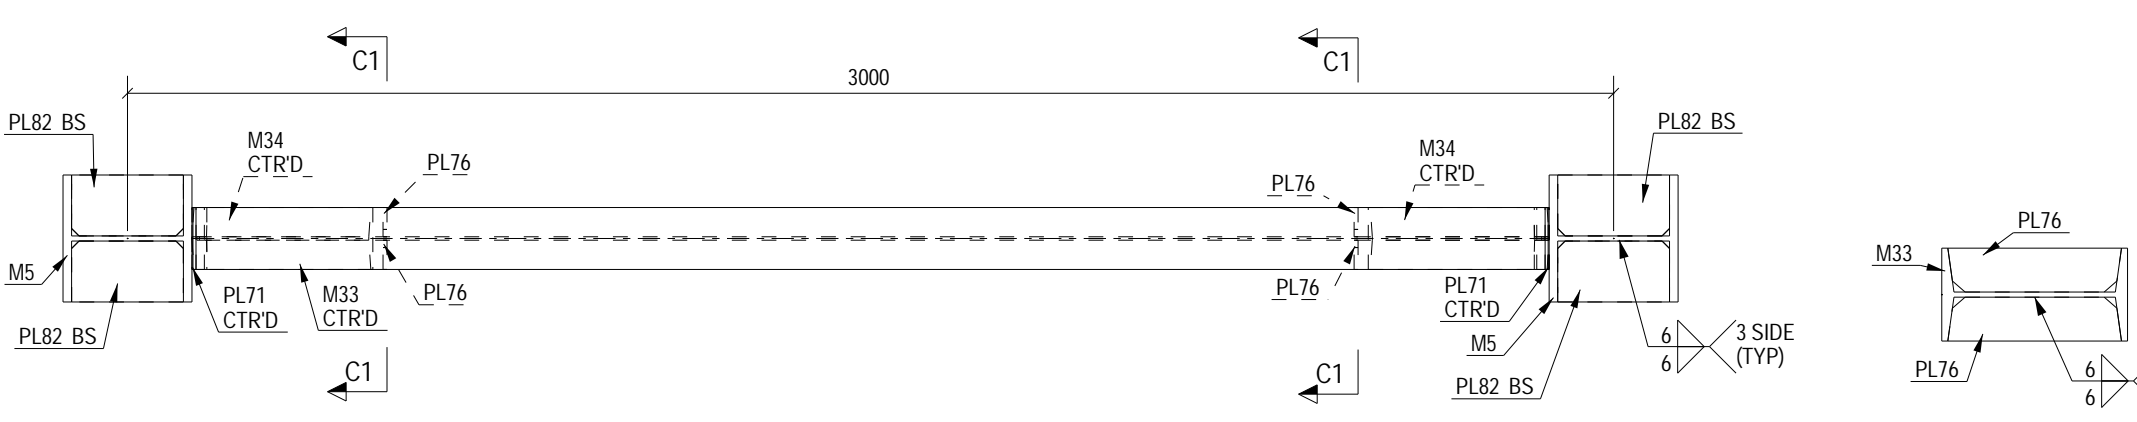 C1
C1
3000
PL82 BS
PL82 BS
M34
CTR'D
PL76
M34
CTR'D
PL76
PL76
M33
M5
PL71
CTR'D
M33
CTR'D
PL76
PL76
PL71
CTR'D
PL82 BS
M5
6
6
3 SIDE
(TYP)
C1
C1
PL82 BS
PL76
6
6